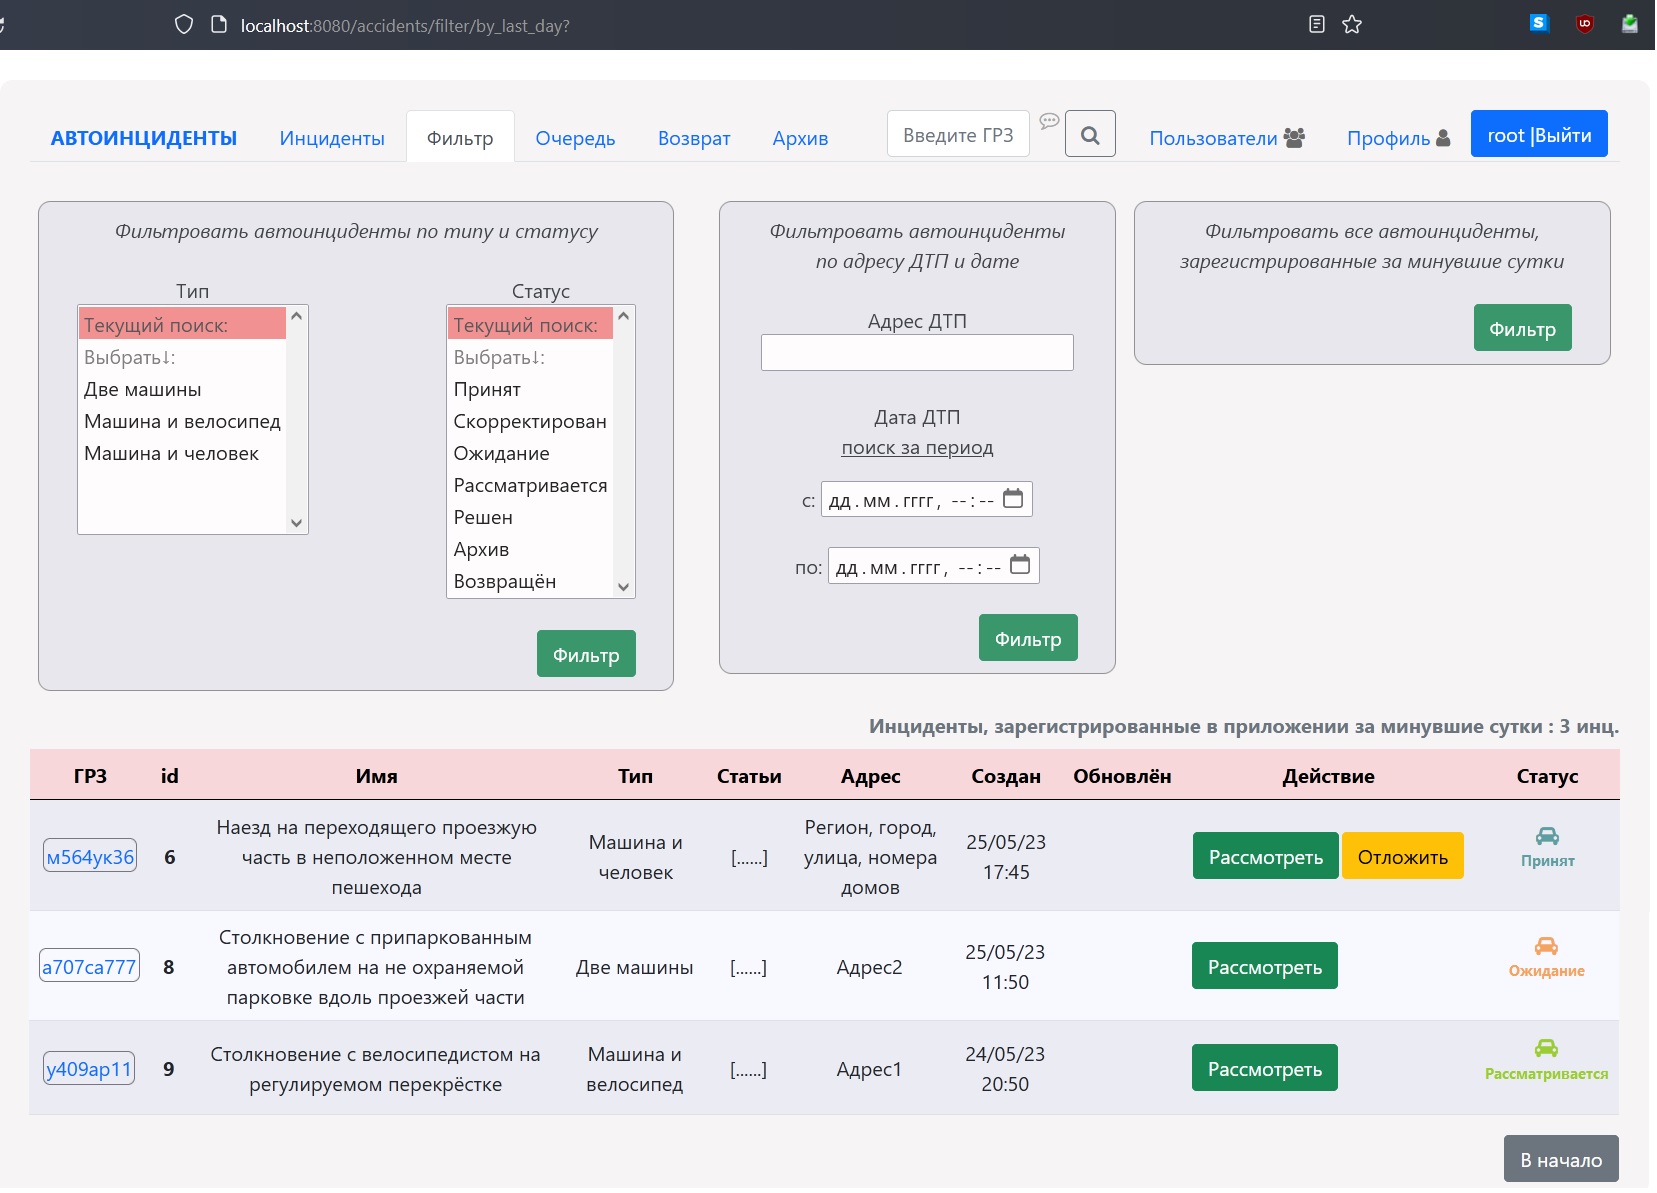 localhost:8080/accidents/filter/by_last_day?
АВТОИНЦИДЕНТЫ Инциденты Фильтр Очередь Возврат Архив Введите ГРЗ Пользователи Профиль root |Выйти
Фильтровать автоинциденты по типу и статусу
Тип
Текущий поиск:
Выбрать↓:
Две машины
Машина и велосипед
Машина и человек
Статус
Текущий поиск:
Выбрать↓:
Принят
Скорректирован
Ожидание
Рассматривается
Решен
Архив
Возвращён
Фильтр
Фильтровать автоинциденты
по адресу ДТП и дате
Адрес ДТП
Дата ДТП
поиск за период
с: дд.мм.гггг, --:--
по: дд.мм.гггг, --:--
Фильтр
Фильтровать все автоинциденты,
зарегистрированные за минувшие сутки
Фильтр
Инциденты, зарегистрированные в приложении за минувшие сутки : 3 инц.
ГРЗ id Имя Тип Статьи Адрес Создан Обновлён Действие Статус
м564ук36 6 Наезд на переходящего проезжую
часть в неположенном месте
пешехода
Машина и
человек
[......]
Регион, город,
улица, номера
домов
25/05/23
17:45
Рассмотреть Отложить Принят
а707са777 8 Столкновение с припаркованным
автомобилем на не охраняемой
парковке вдоль проезжей части
Две машины [......] Адрес2
25/05/23
11:50
Рассмотреть Ожидание
у409ар11 9 Столкновение с велосипедистом на
регулируемом перекрёстке
Машина и
велосипед
[......] Адрес1
24/05/23
20:50
Рассмотреть Рассматривается
В начало